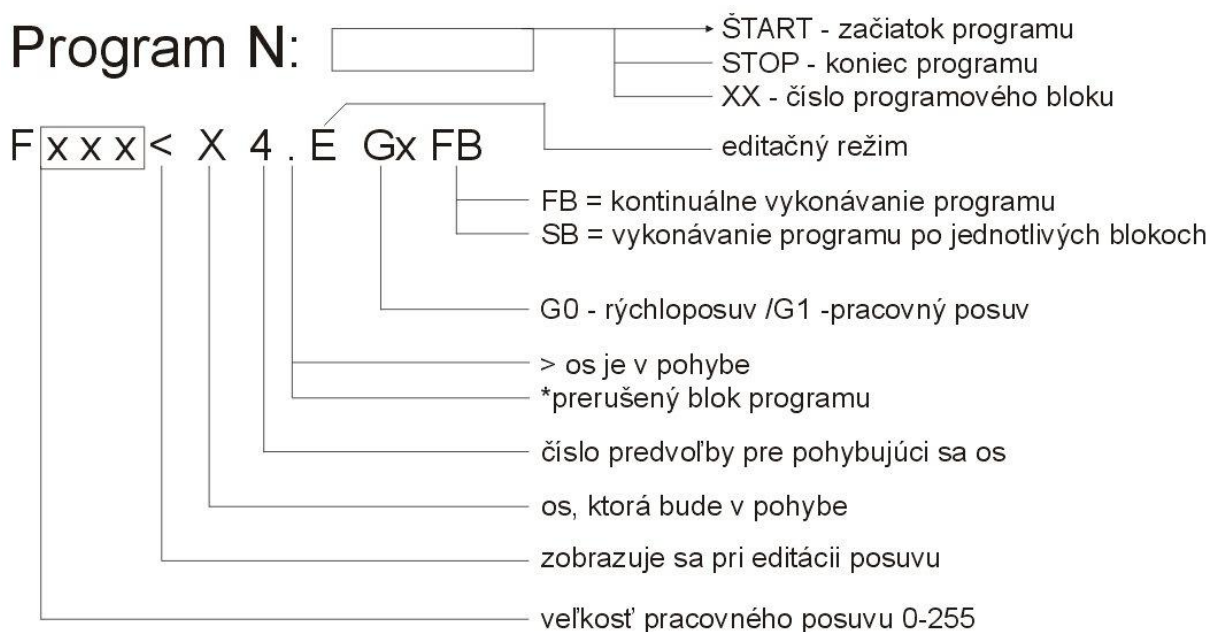 Program N:
ŠTART - začiatok programu
STOP - koniec programu
XX - číslo programového bloku
F x x x < X 4 . E Gx FB
editačný režim
FB = kontinuálne vykonávanie programu
SB = vykonávanie programu po jednotlivých blokoch
G0 - rýchloposuv /G1 -pracovný posuv
> os je v pohybe
*prerušený blok programu
číslo predvoľby pre pohybujúci sa os
os, ktorá bude v pohybe
zobrazuje sa pri editácii posuvu
veľkosť pracovného posuvu 0-255